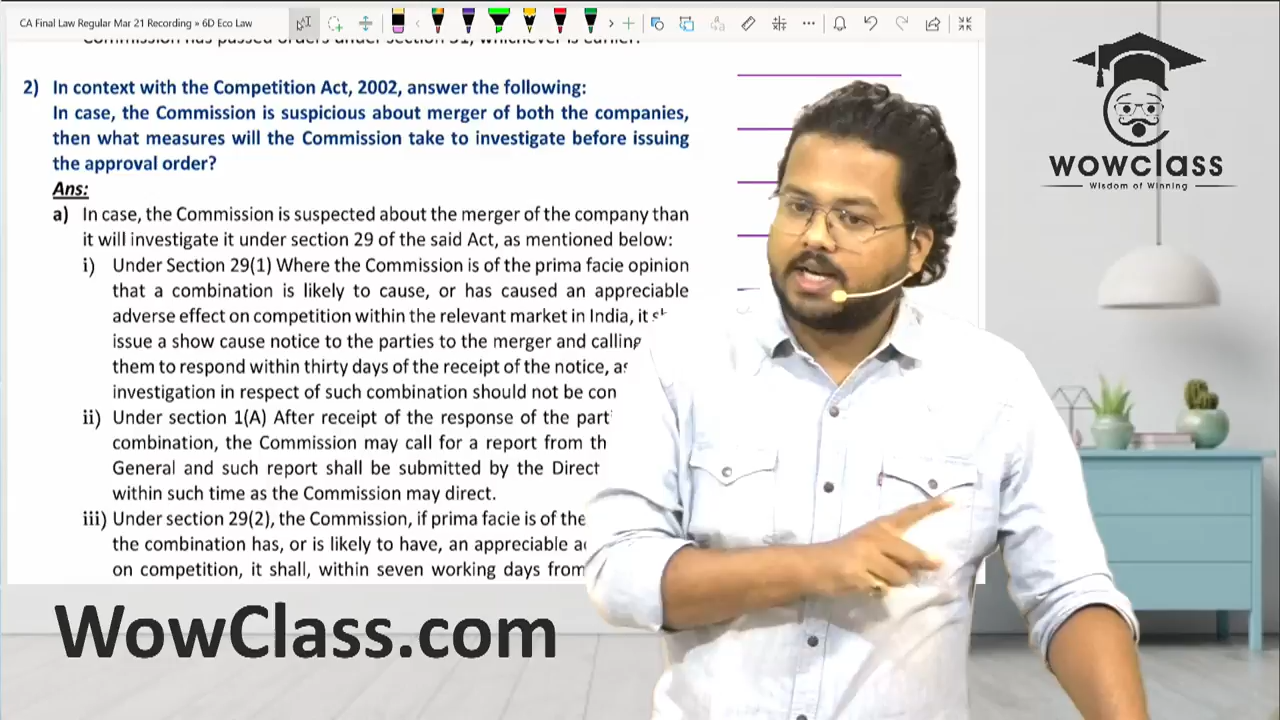 CA Final Law Regular Mar 21 Recording » 6D Eco Law
2) In context with the Competition Act, 2002, answer the following:
In case, the Commission is suspicious about merger of both the companies,
then what measures will the Commission take to investigate before issuing
the approval order?
Ans:
a) In case, the Commission is suspected about the merger of the company than
it will investigate it under section 29 of the said Act, as mentioned below:
i) Under Section 29(1) Where the Commission is of the prima facie opinion
that a combination is likely to cause, or has caused an appreciable
adverse effect on competition within the relevant market in India, it
issue a show cause notice to the parties to the merger and calling
them to respond within thirty days of the receipt of the notice,
investigation in respect of such combination should not be con
ii) Under section 1(A) After receipt of the response of the part
combination, the Commission may call for a report from th
General and such report shall be submitted by the Direct
within such time as the Commission may direct.
iii) Under section 29(2), the Commission, if prima facie is of the
the combination has, or is likely to have, an appreciable
on competition, it shall, within seven working days from
WowClass.com
wowclass
Wisdom of Winning